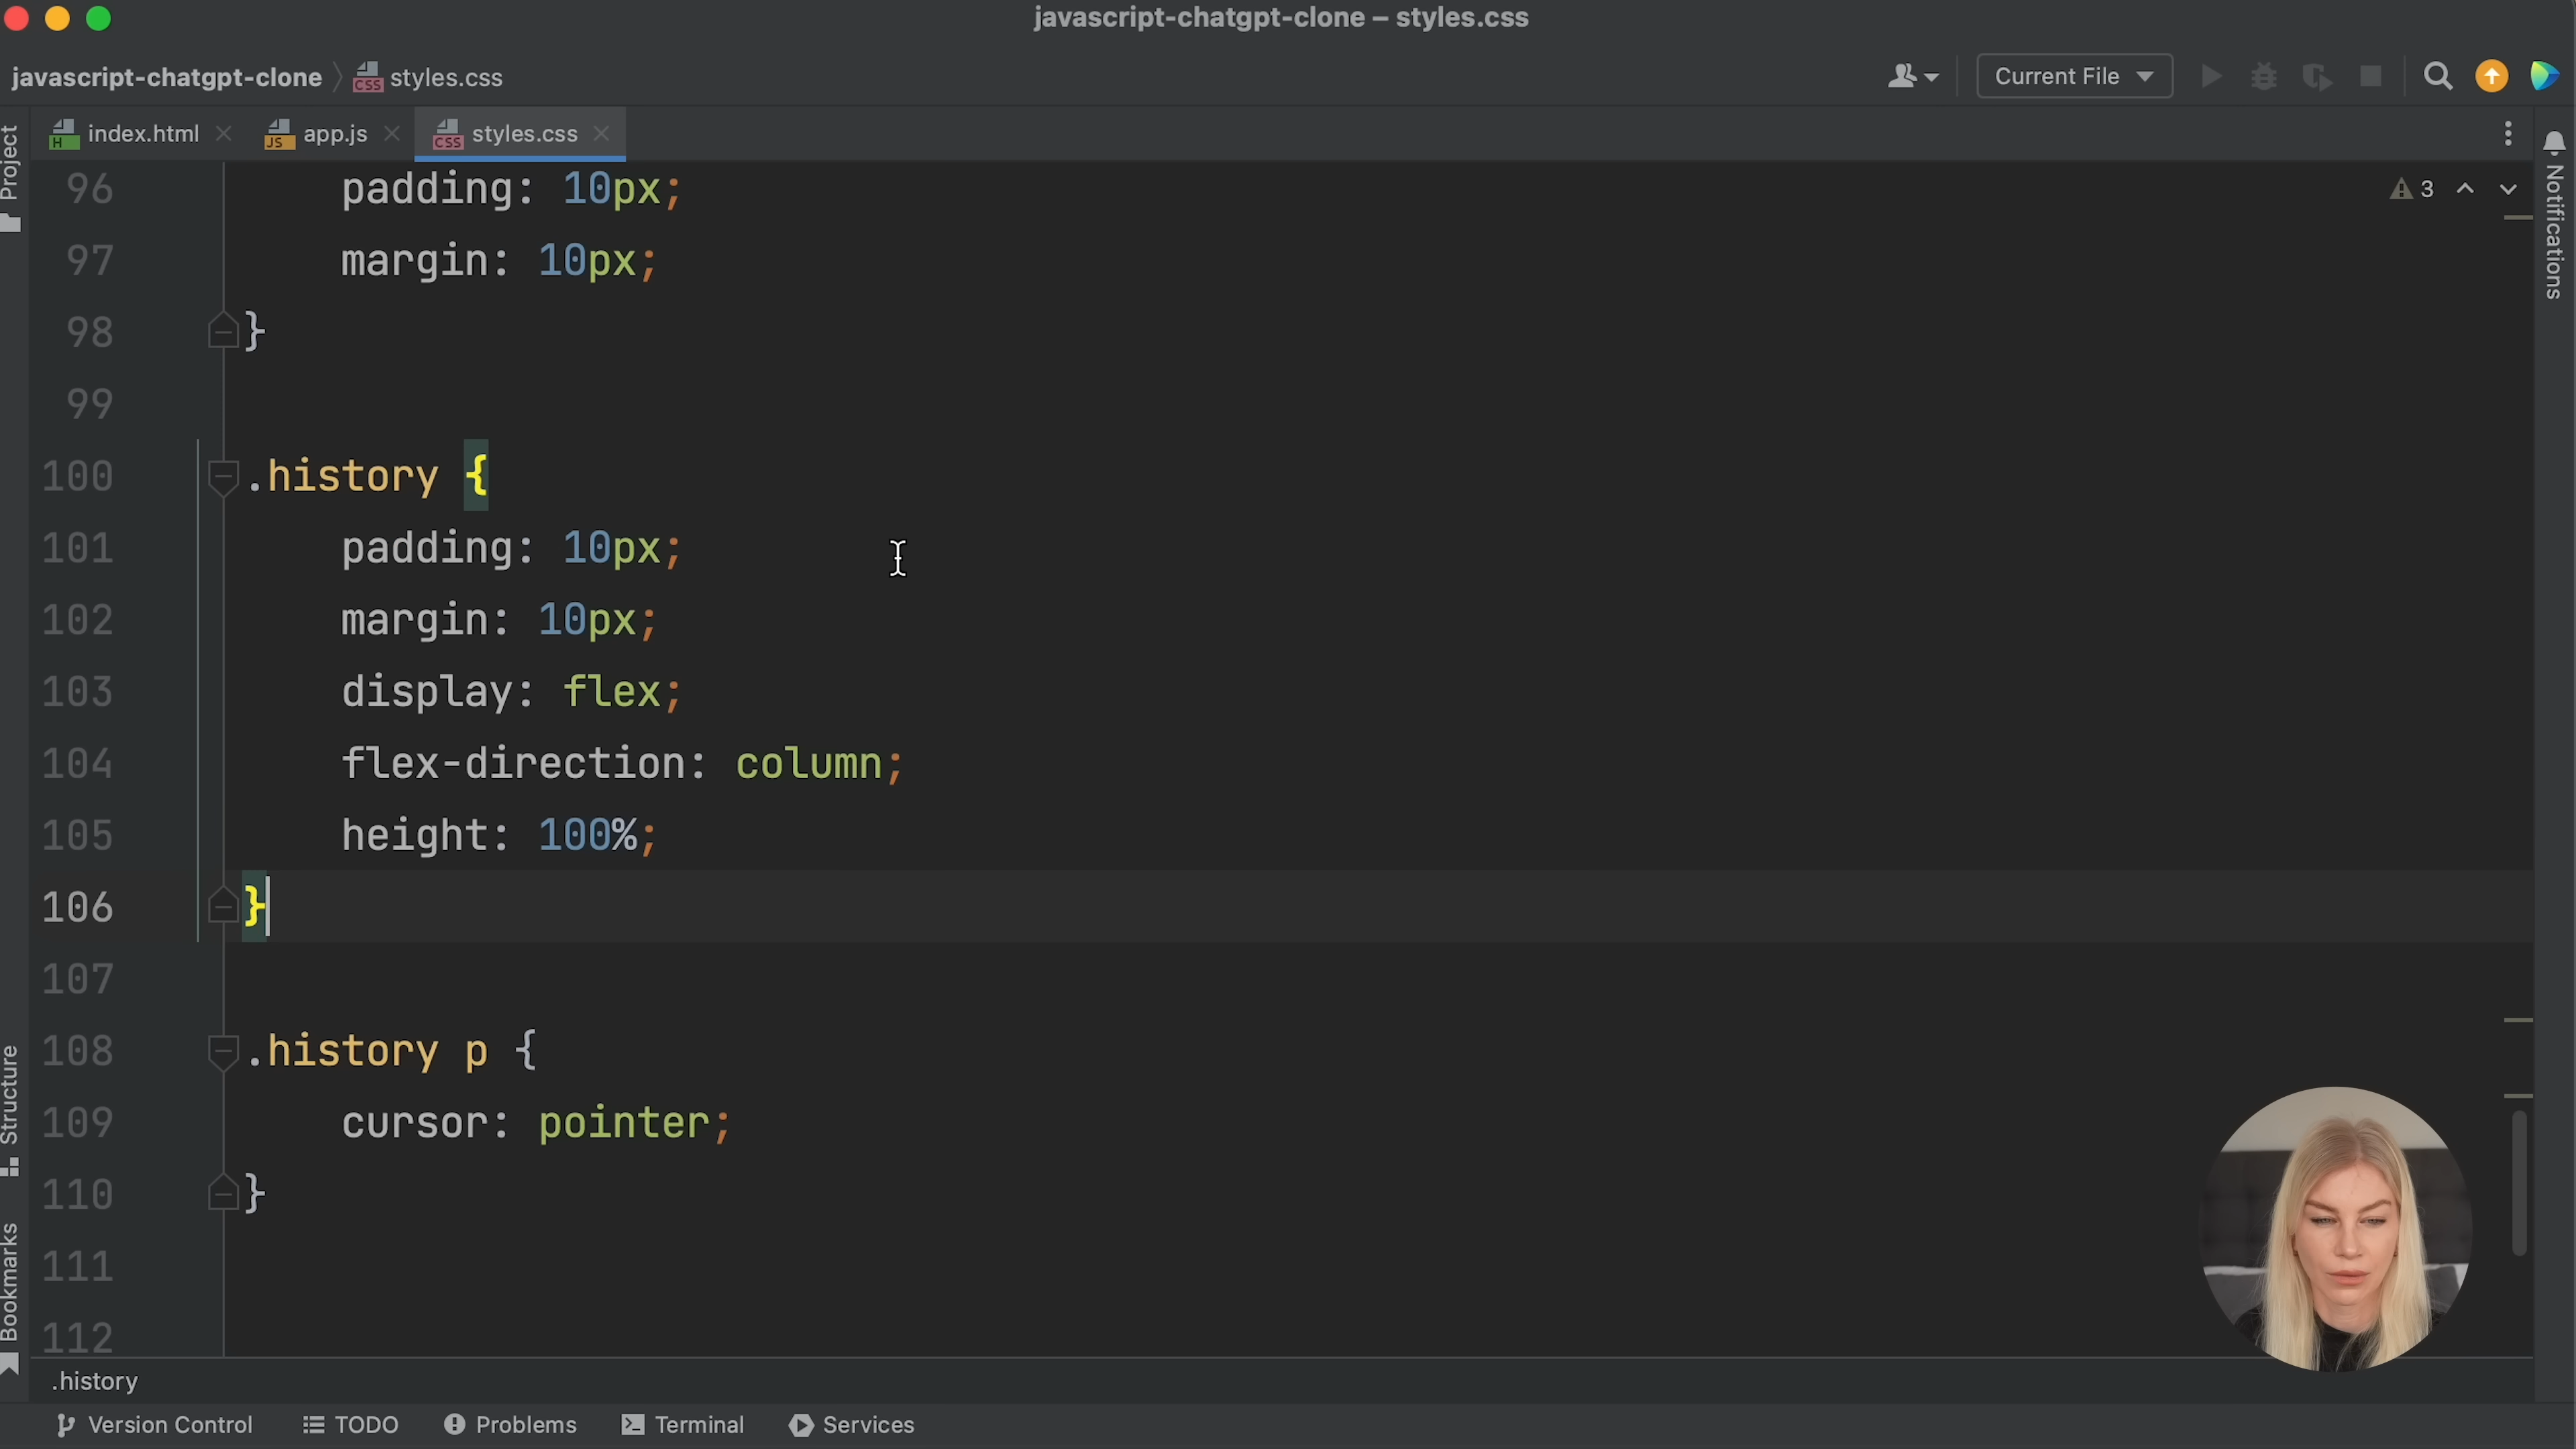 javascript-chatgpt-clone – styles.css
javascript-chatgpt-clone
CSS styles.css
Current File
H index.html
JS app.js
CSS styles.css
Project
3
Notifications
96 padding: 10px;
97 margin: 10px;
98 }
99
100 .history {
101 padding: 10px;
102 margin: 10px;
103 display: flex;
104 flex-direction: column;
105 height: 100%;
106 }
107
108 .history p {
109 cursor: pointer;
110 }
111
112
Structure
Bookmarks
.history
Version Control
TODO
Problems
Terminal
Services